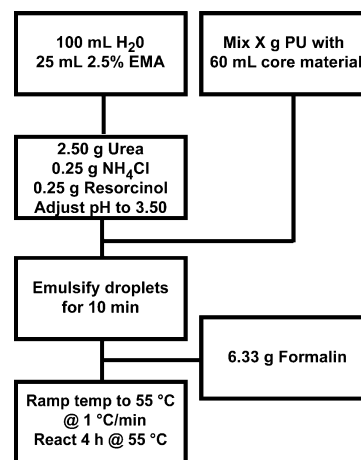 100 mL H₂0
25 mL 2.5% EMA
Mix X g PU with
60 mL core material
2.50 g Urea
0.25 g NH₄Cl
0.25 g Resorcinol
Adjust pH to 3.50
Emulsify droplets
for 10 min
6.33 g Formalin
Ramp temp to 55 °C
@ 1 °C/min
React 4 h @ 55 °C